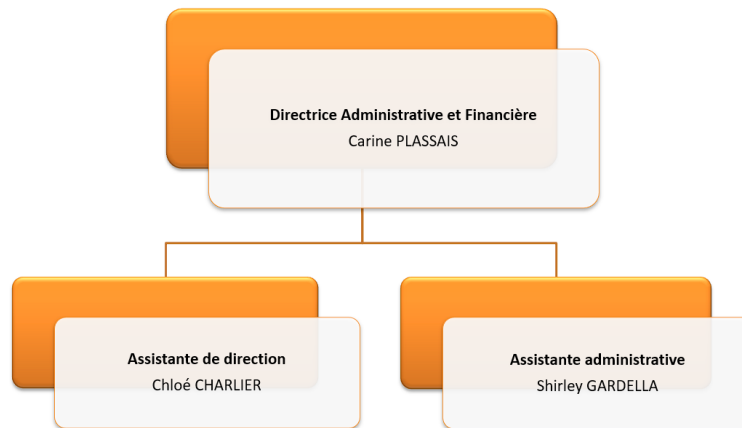 Directrice Administrative et Financière
Carine PLASSAIS
Assistante de direction
Chloé CHARLIER
Assistante administrative
Shirley GARDELLA